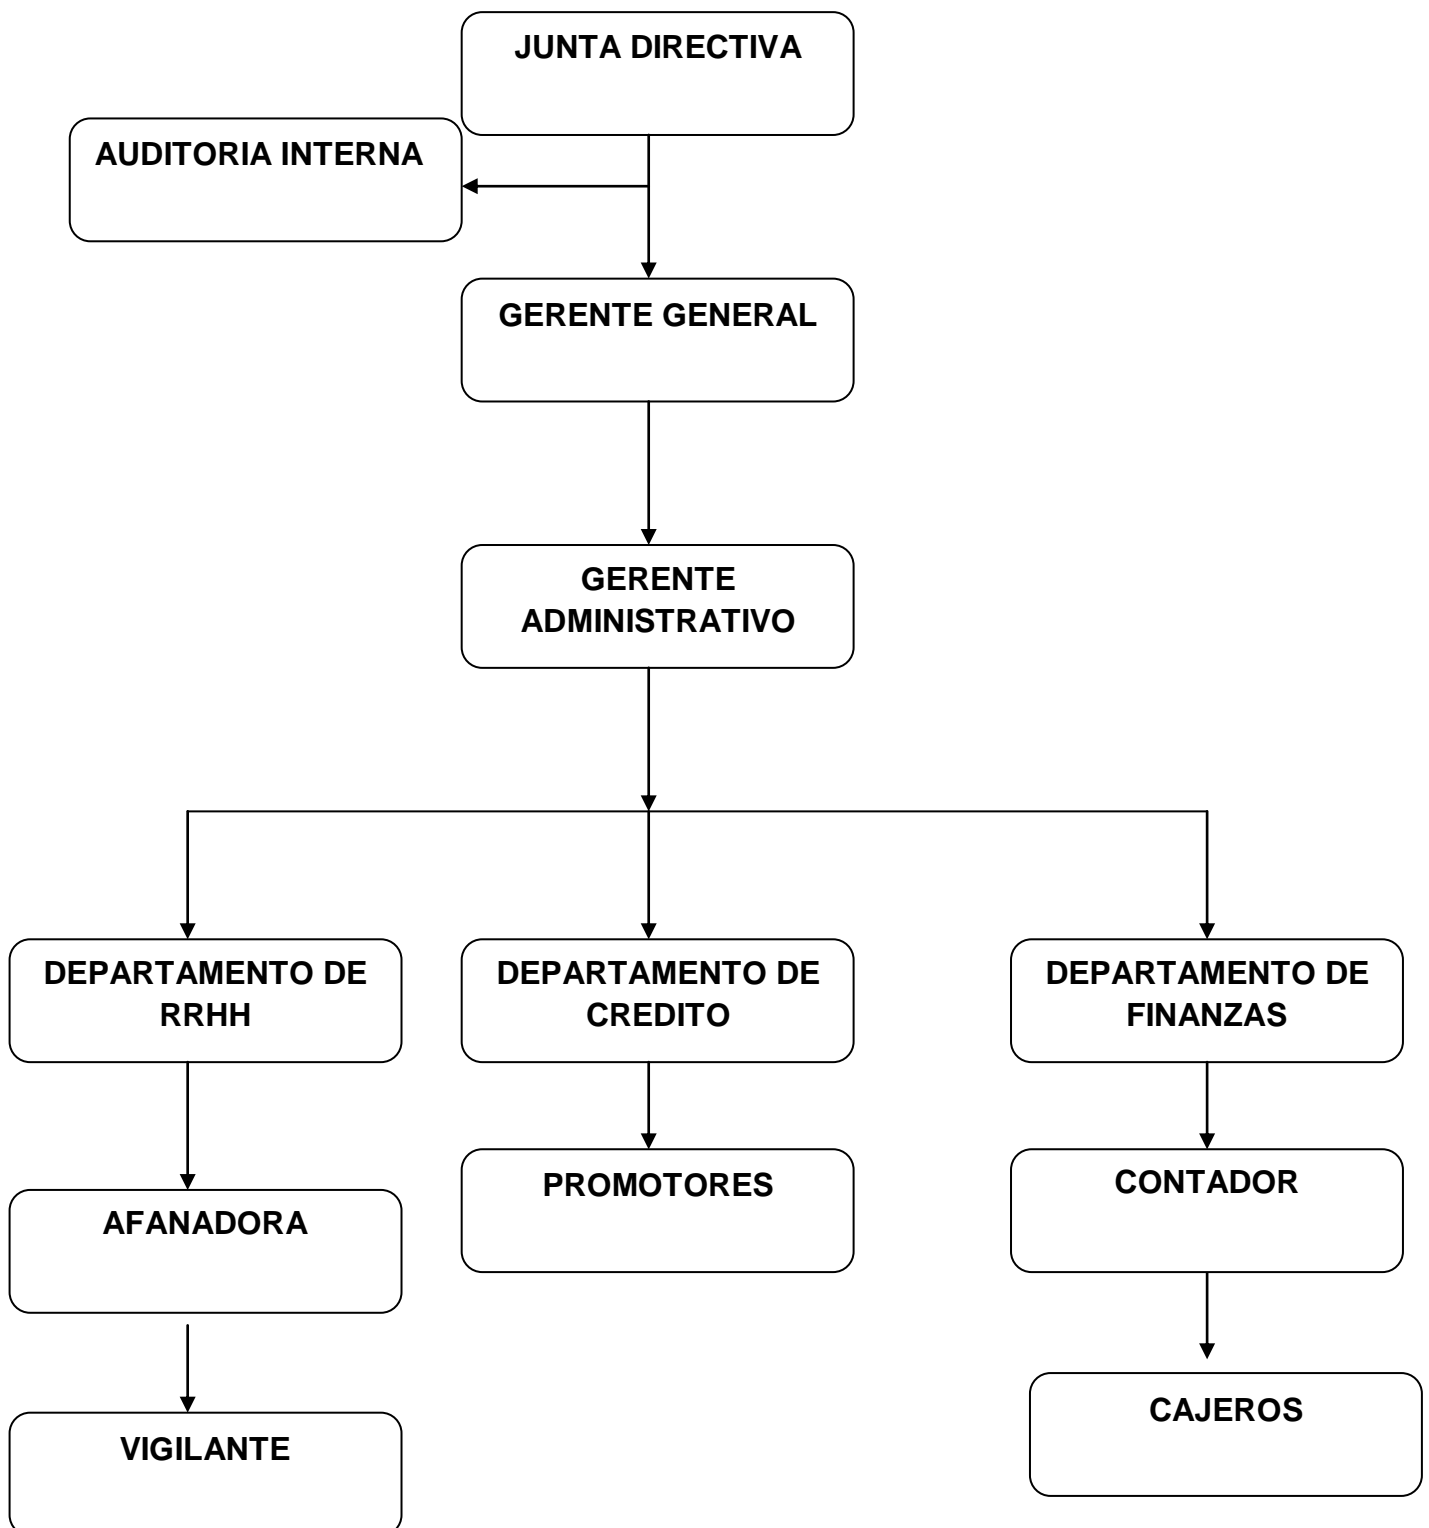 JUNTA DIRECTIVA
AUDITORIA INTERNA
GERENTE GENERAL
GERENTE
ADMINISTRATIVO
DEPARTAMENTO DE
RRHH
DEPARTAMENTO DE
CREDITO
DEPARTAMENTO DE
FINANZAS
AFANADORA
PROMOTORES
CONTADOR
VIGILANTE
CAJEROS